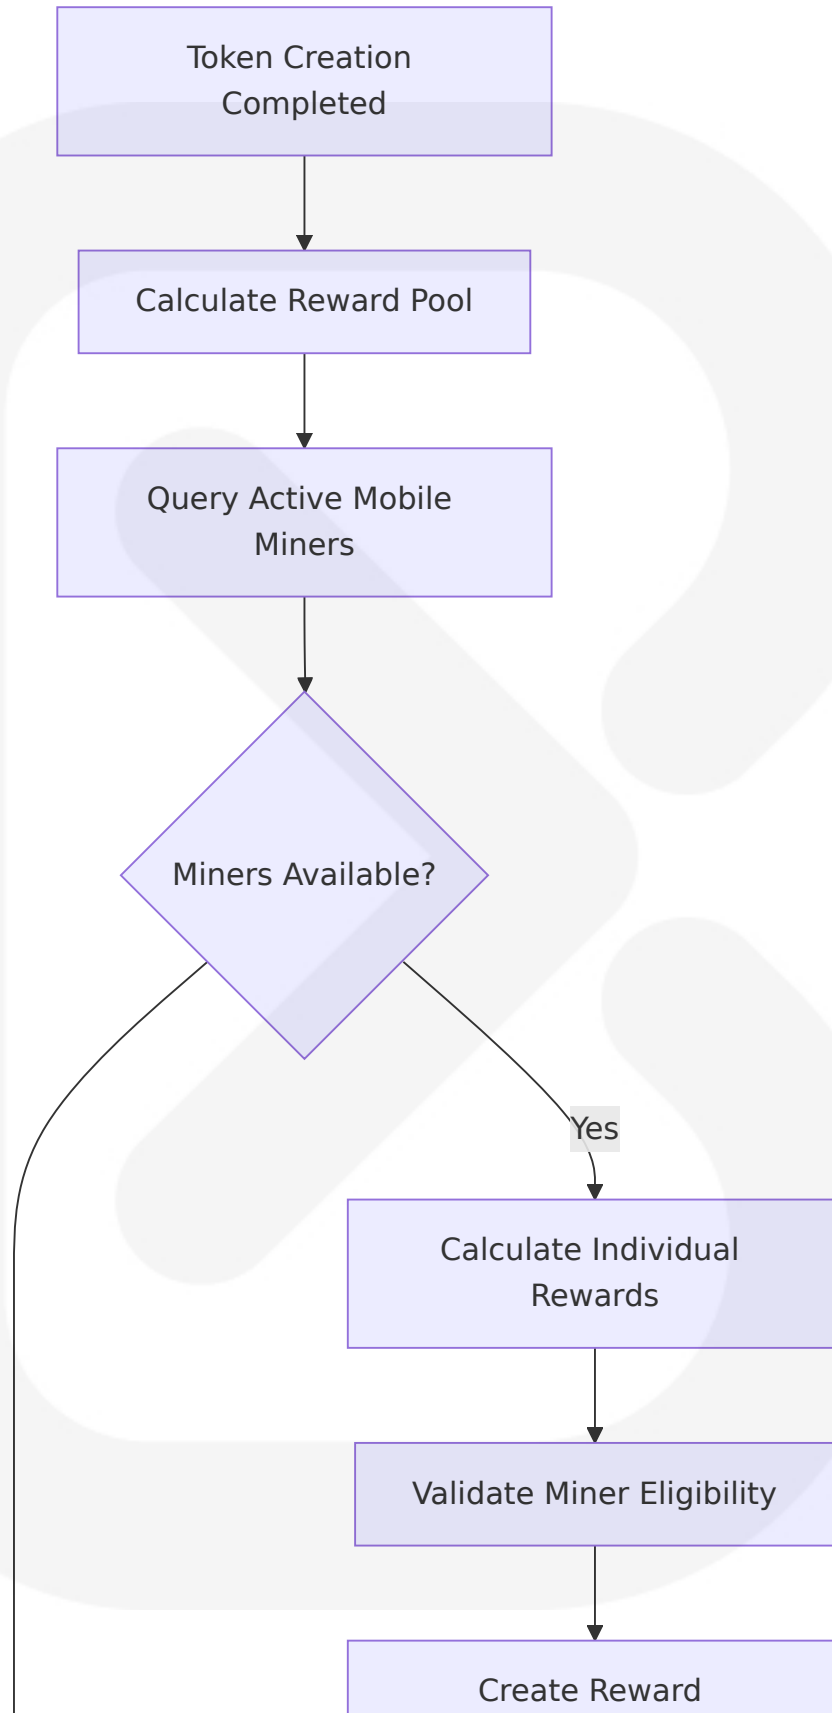 Token Creation
Completed
Calculate Reward Pool
Query Active Mobile
Miners
Miners Available?
Yes
Calculate Individual
Rewards
Validate Miner Eligibility
Create Reward